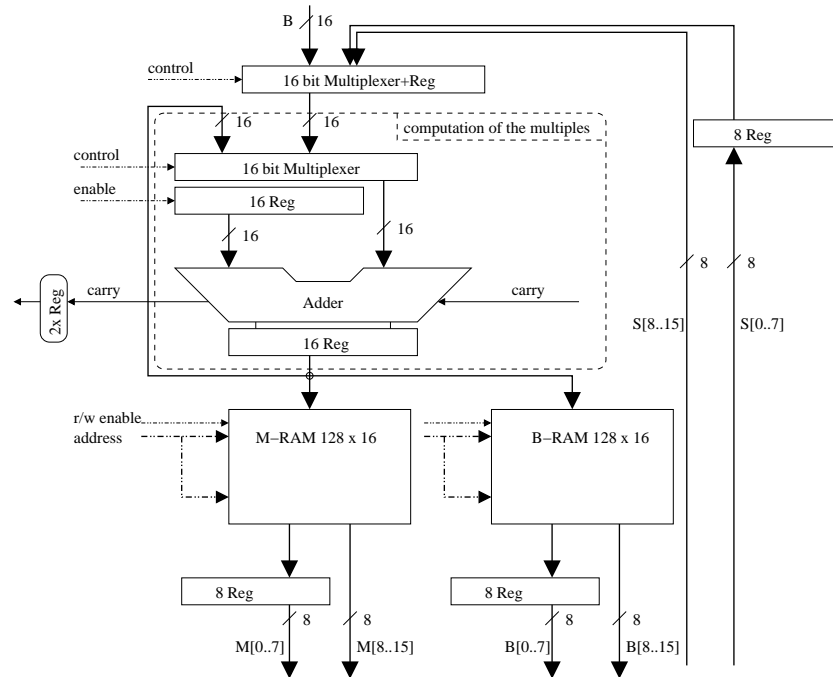 B 16
control
16 bit Multiplexer+Reg
16 16
computation of the multiples
8 Reg
control
16 bit Multiplexer
enable
16 Reg
16 16
8 8
carry
Adder
carry
2x Reg
S[8..15] S[0..7]
16 Reg
r/w enable
address
M−RAM 128 x 16
B−RAM 128 x 16
8 Reg
8 Reg
8 8 8 8
M[0..7] M[8..15] B[0..7] B[8..15]